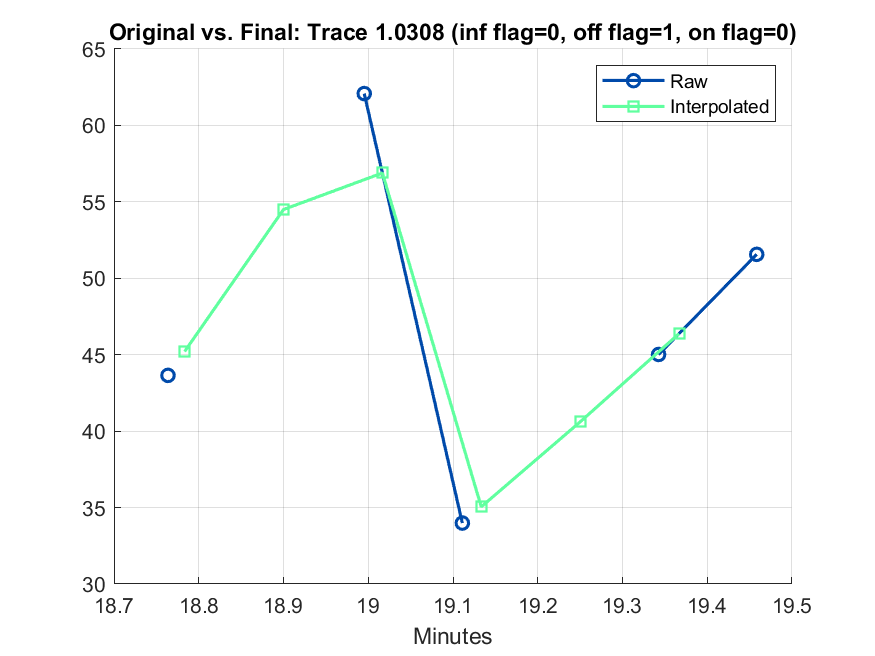 Original vs. Final: Trace 1.0308 (inf flag=0, off flag=1, on flag=0)
65
60
55
50
45
40
35
30
Raw
Interpolated
18.7 18.8 18.9 19 19.1 19.2 19.3 19.4 19.5
Minutes